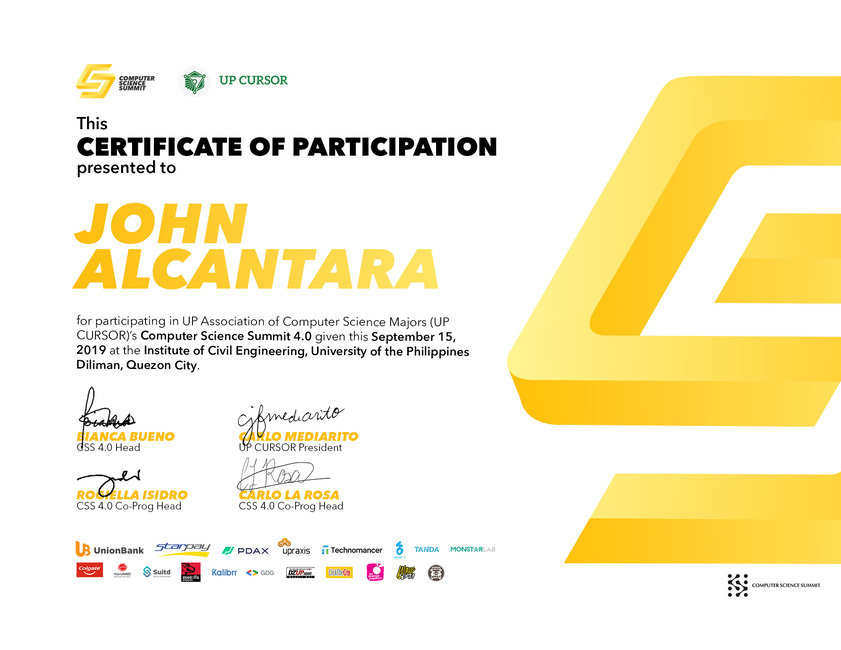 COMPUTER
SCIENCE
SUMMIT
UP CURSOR
This
CERTIFICATE OF PARTICIPATION
presented to
JOHN
ALCANTARA
for participating in UP Association of Computer Science Majors (UP
CURSOR)'s Computer Science Summit 4.0 given this September 15,
2019 at the Institute of Civil Engineering, University of the Philippines
Diliman, Quezon City.
cjfmediarito
BIANCA BUENO
CARLO MEDIARITO
CSS 4.0 Head
UP CURSOR President
ROGIELLA ISIDRO
CARLO LA ROSA
CSS 4.0 Co-Prog Head
CSS 4.0 Co-Prog Head
UnionBank
starpay
PDAX
upraxis
Technomancer
TANDA
MONSTARLAB
Colgate
Suitd
Kalibrr
GDG
COMPUTER SCIENCE SUMMIT